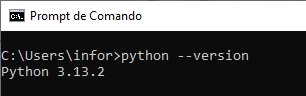 Prompt de Comando
C:\Users\infor>python --version
Python 3.13.2